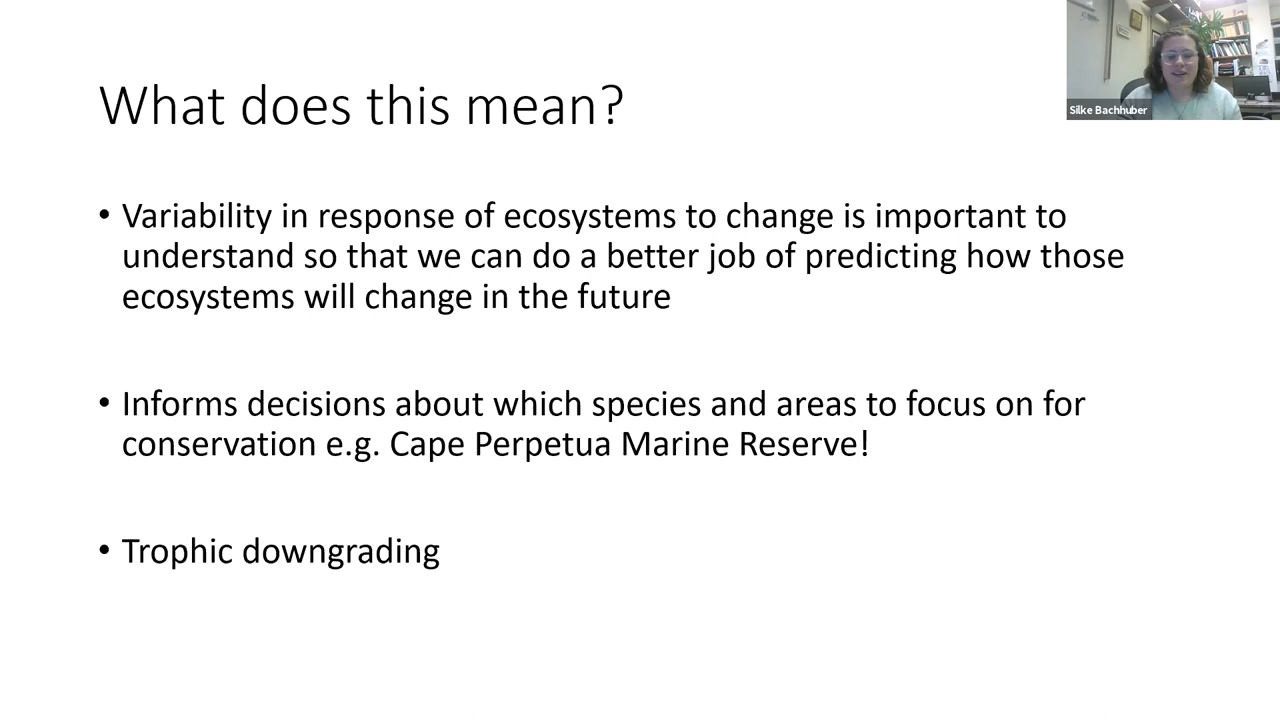 What does this mean?
Silke Bachhuber
• Variability in response of ecosystems to change is important to
understand so that we can do a better job of predicting how those
ecosystems will change in the future
• Informs decisions about which species and areas to focus on for
conservation e.g. Cape Perpetua Marine Reserve!
• Trophic downgrading